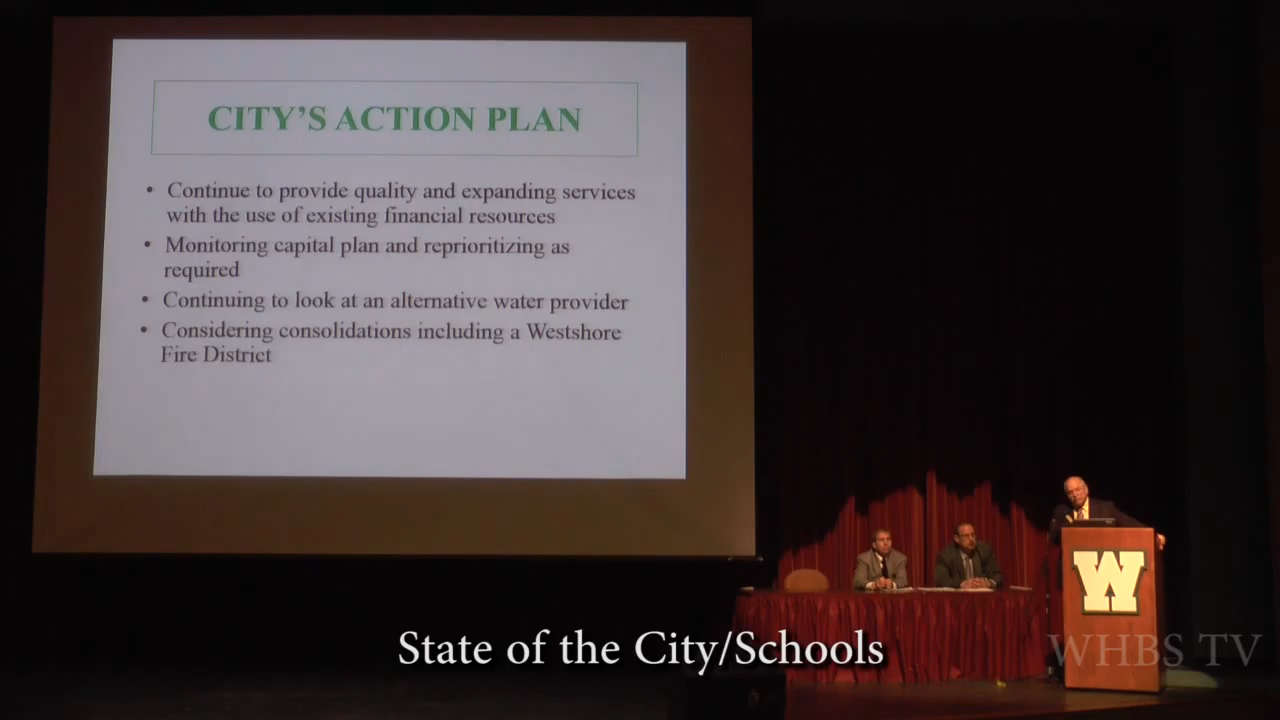 CITY'S ACTION PLAN
• Continue to provide quality and expanding services
with the use of existing financial resources
• Monitoring capital plan and reprioritizing as
required
• Continuing to look at an alternative water provider
• Considering consolidations including a Westshore
Fire District
W
State of the City/Schools
WHBS TV